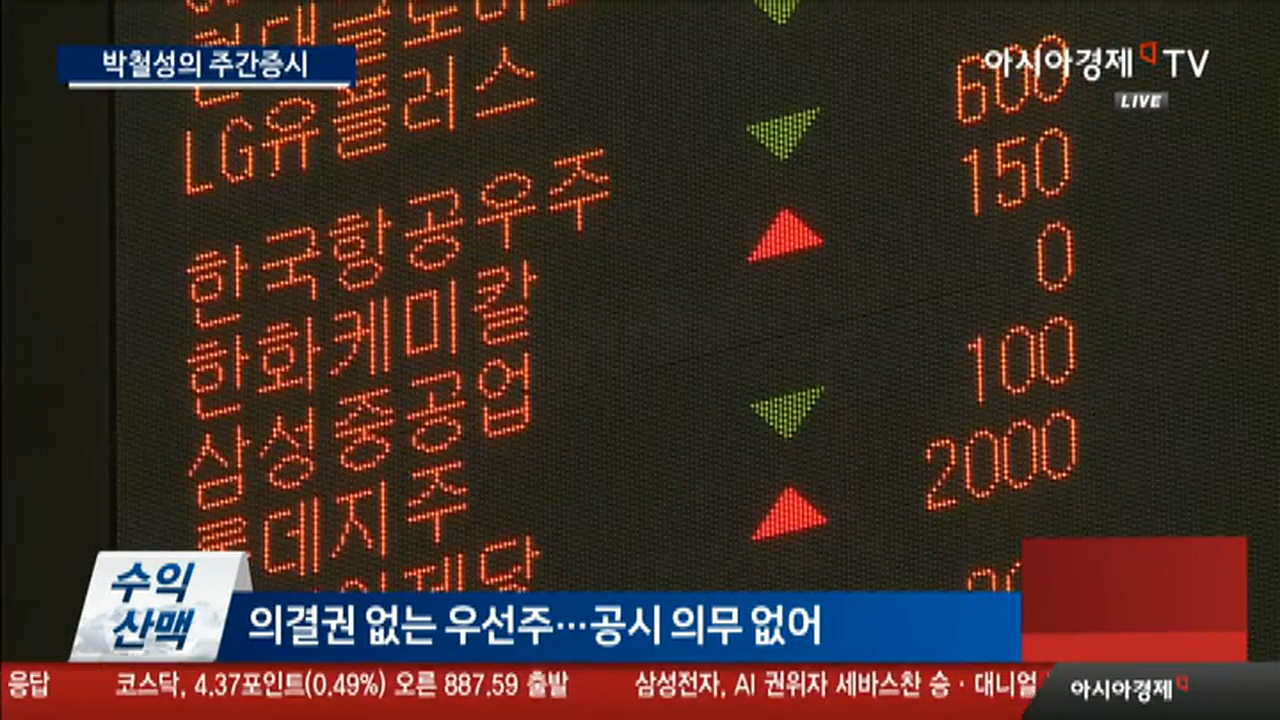 박철성의 주간증시
아시아경제 TV
LIVE
LG유플러스
600
150
한국항공우주
0
한화케미칼
100
삼성중공업
2000
롯데지주
수익
산맥
의결권 없는 우선주…공시 의무 없어
응답 코스닥, 4.37포인트(0.49%) 오른 887.59 출발 삼성전자, AI 권위자 세바스찬 승·대니얼
아시아경제